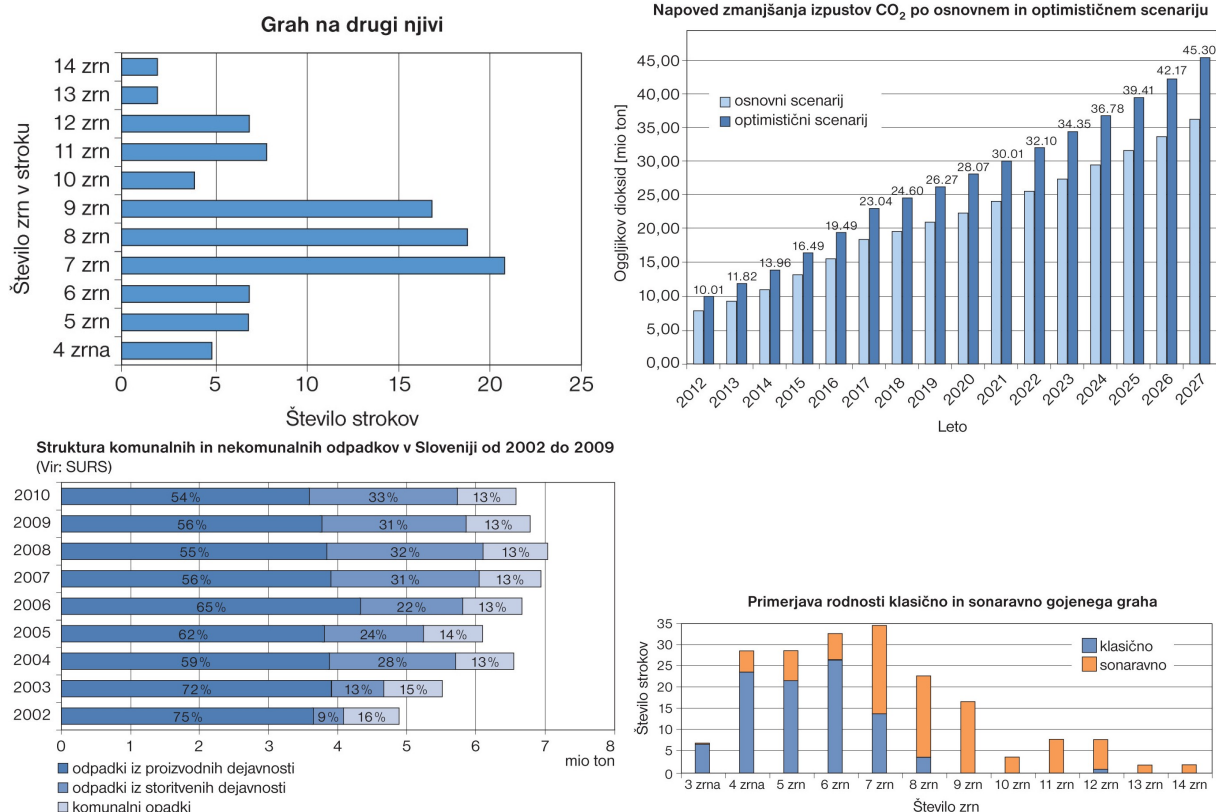 Grah na drugi njivi
Število zrn v stroku
14 zrn
13 zrn
12 zrn
11 zrn
10 zrn
9 zrn
8 zrn
7 zrn
6 zrn
5 zrn
4 zrna
0 5 10 15 20 25
Število strokov
Napoved zmanjšanja izpustov CO₂ po osnovnem in optimističnem scenariju
Oggljikov dioksid [mio ton]
45,00
40,00
35,00
30,00
25,00
20,00
15,00
10,00
5,00
0,00
osnovni scenarij
optimistični scenarij
10.01
11.82
13.96
16.49
19.49
23.04
24.60
26.27
28.07
30.01
32.10
34.35
36.78
39.41
42.17
45.30
2012 2013 2014 2015 2016 2017 2018 2019 2020 2021 2022 2023 2024 2025 2026 2027
Leto
Struktura komunalnih in nekomunalnih odpadkov v Sloveniji od 2002 do 2009
(Vir: SURS)
2010 54% 33% 13%
2009 56% 31% 13%
2008 55% 32% 13%
2007 56% 31% 13%
2006 65% 22% 13%
2005 62% 24% 14%
2004 59% 28% 13%
2003 72% 13% 15%
2002 75% 9% 16%
0 1 2 3 4 5 6 7 8
mio ton
odpadki iz proizvodnih dejavnosti
odpadki iz storitvenih dejavnosti
komunalni opadki
Primerjava rodnosti klasično in sonaravno gojenega graha
Število strokov
35
30
25
20
15
10
5
0
klasično
sonaravno
3 zrna 4 zrna 5 zrn 6 zrn 7 zrn 8 zrn 9 zrn 10 zrn 11 zrn 12 zrn 13 zrn 14 zrn
Število zrn